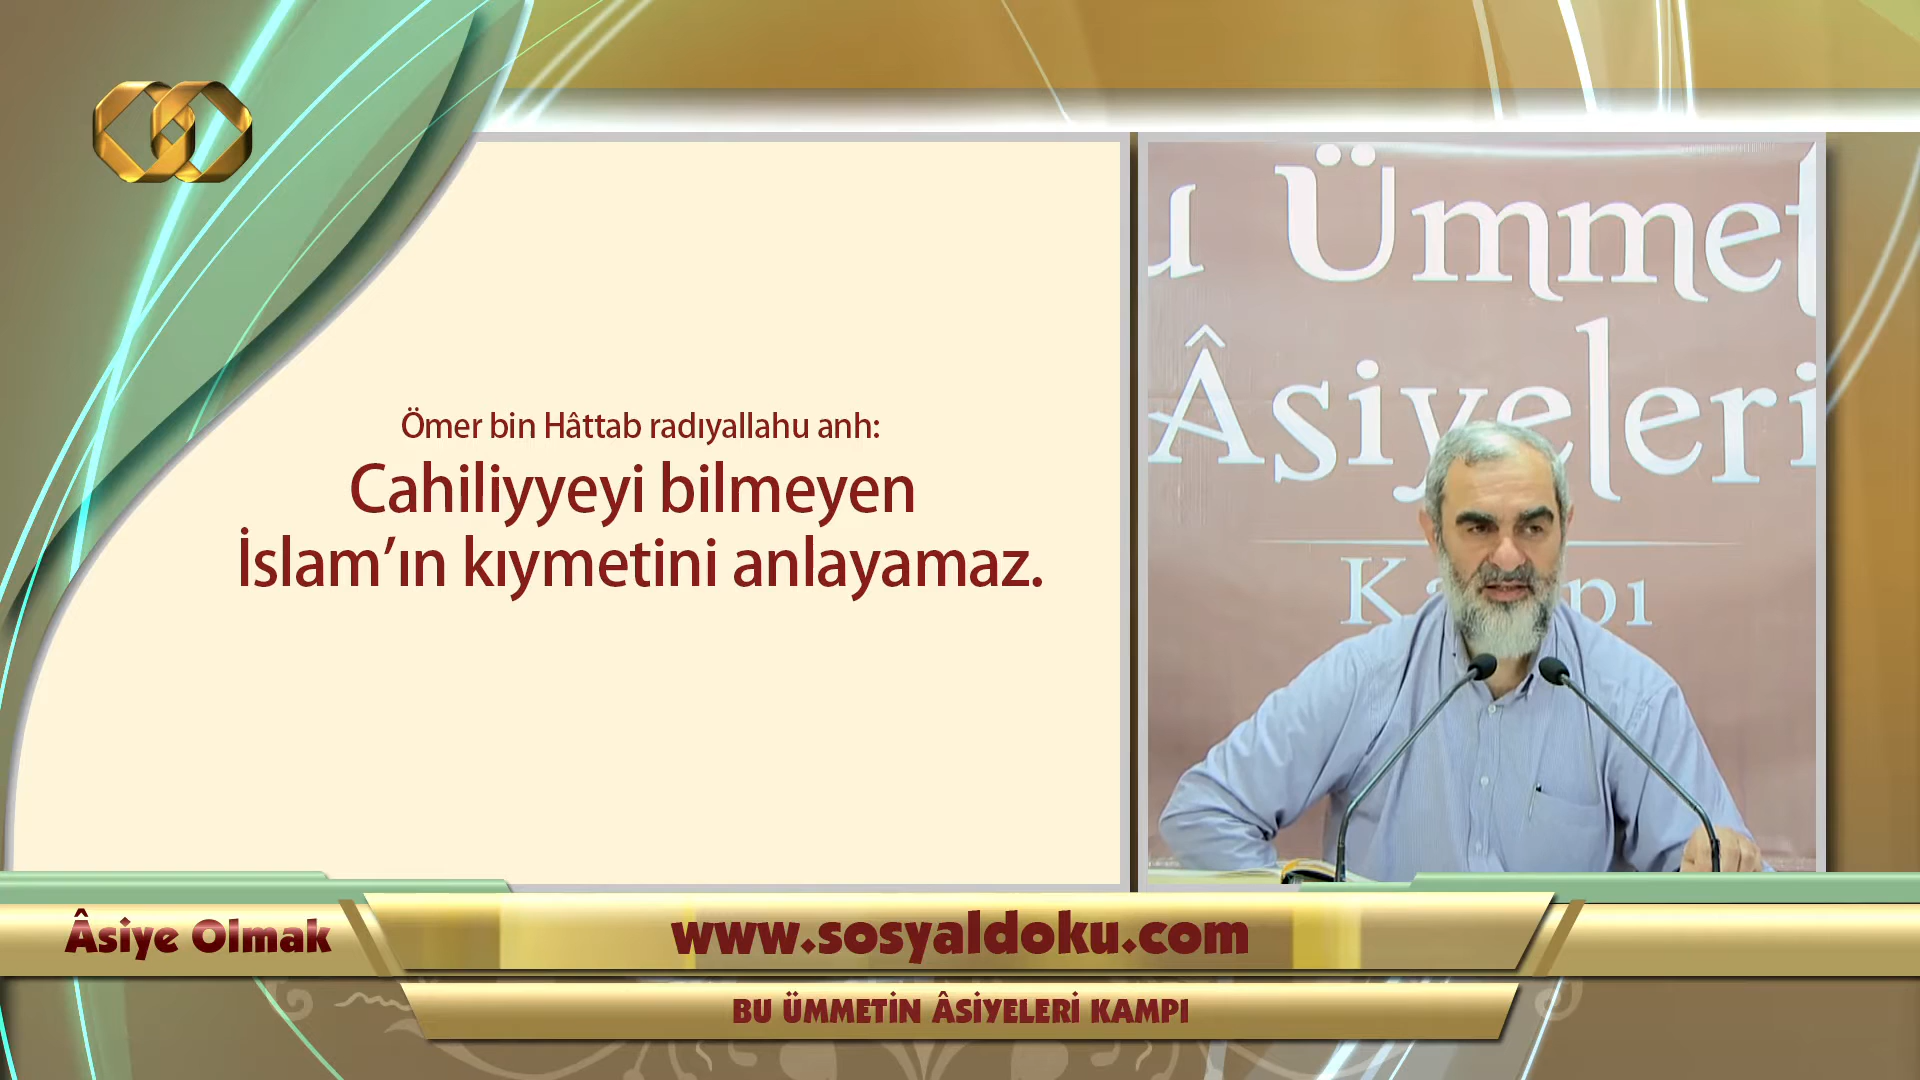 Ömer bin Hâttab radıyallahu anh:
Cahiliyyeyi bilmeyen
İslam’ın kıymetini anlayamaz.
u Ümmet
Âsiyeleri
K pı
Âsiye Olmak
www.sosyaldoku.com
BU ÜMMETİN ÂSİYELERİ KAMPI